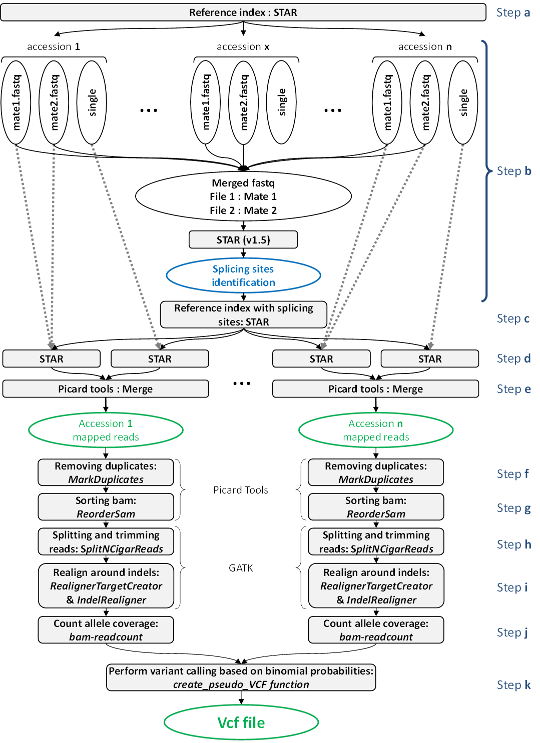 Reference index : STAR
Step a
accession 1
accession x
accession n
mate1.fastq
mate2.fastq
single
...
mate1.fastq
mate2.fastq
single
...
mate1.fastq
mate2.fastq
single
Step b
Merged fastq
File 1 : Mate 1
File 2 : Mate 2
STAR (v1.5)
Splicing sites
identification
Reference index with splicing
sites: STAR
Step c
STAR
STAR
STAR
STAR
Step d
Picard tools : Merge
...
Picard tools : Merge
Step e
Accession 1
mapped reads
Accession n
mapped reads
Removing duplicates:
MarkDuplicates
Removing duplicates:
MarkDuplicates
Step f
Picard Tools
Sorting bam:
ReorderSam
Sorting bam:
ReorderSam
Step g
Splitting and trimming
reads: SplitNCigarReads
Splitting and trimming
reads: SplitNCigarReads
Step h
GATK
Realign around indels:
RealignerTargetCreator
& IndelRealigner
Realign around indels:
RealignerTargetCreator
& IndelRealigner
Step i
Count allele coverage:
bam-readcount
Count allele coverage:
bam-readcount
Step j
Perform variant calling based on binomial probabilities:
create_pseudo_VCF function
Step k
Vcf file